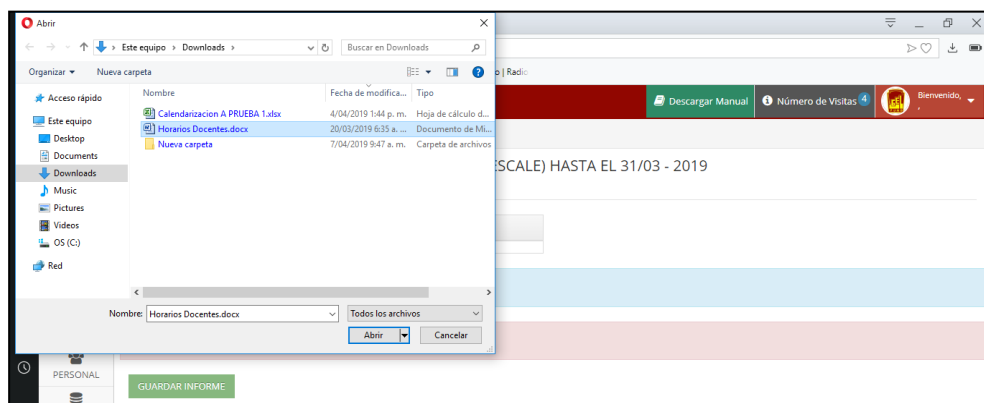 Abrir
Este equipo > Downloads >
Buscar en Downloads
Organizar
Nueva carpeta
Nombre
Fecha de modifica...
Tipo
Acceso rápido
Este equipo
Desktop
Documents
Downloads
Music
Pictures
Videos
OS (C:)
Red
Calendarizacion A PRUEBA 1.xlsx
4/04/2019 1:44 p. m.
Hoja de cálculo d...
Horarios Docentes.docx
20/03/2019 6:35 a. ...
Documento de Mi...
Nueva carpeta
7/04/2019 9:47 a. m.
Carpeta de archivos
Nombre:
Horarios Docentes.docx
Todos los archivos
Abrir
Cancelar
| Radio
Descargar Manual
Número de Visitas 4
Bienvenido,
,
ESCALE) HASTA EL 31/03 - 2019
PERSONAL
GUARDAR INFORME